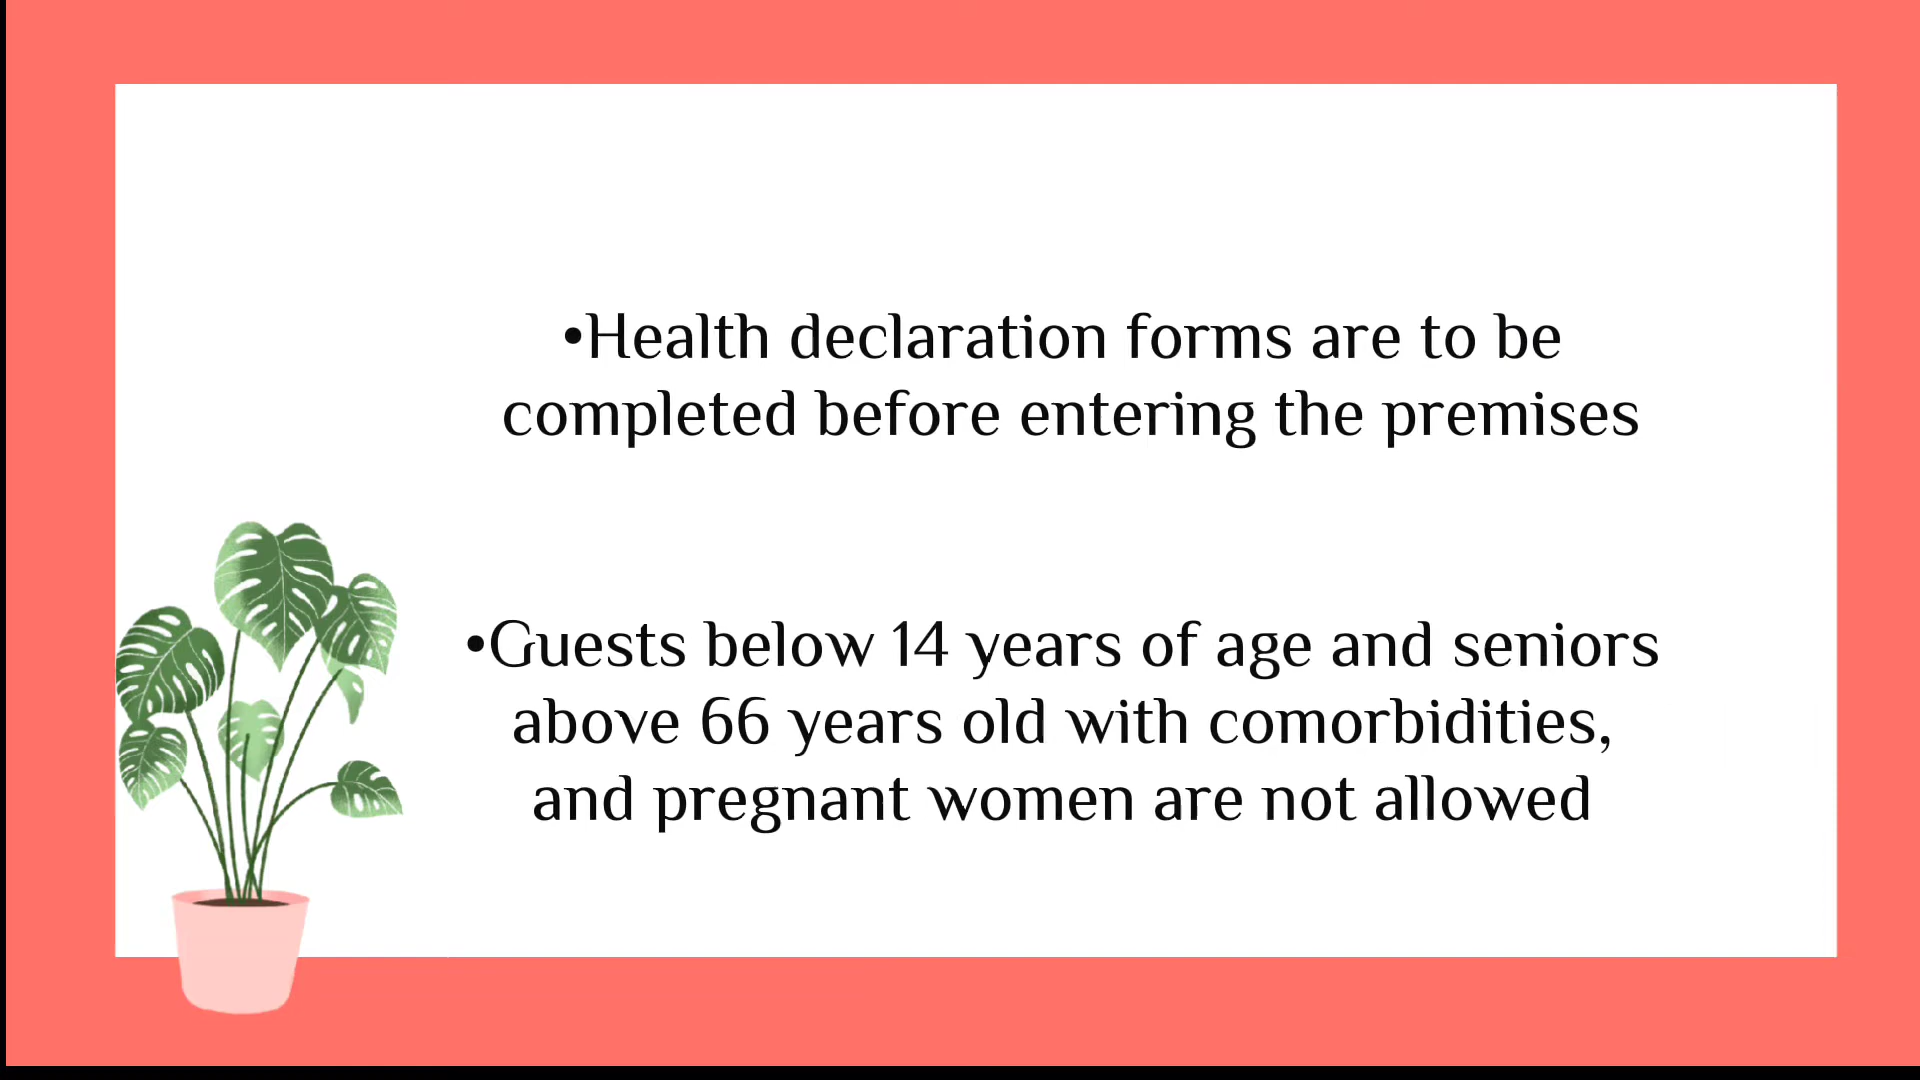 •Health declaration forms are to be
completed before entering the premises
•Guests below 14 years of age and seniors
above 66 years old with comorbidities,
and pregnant women are not allowed